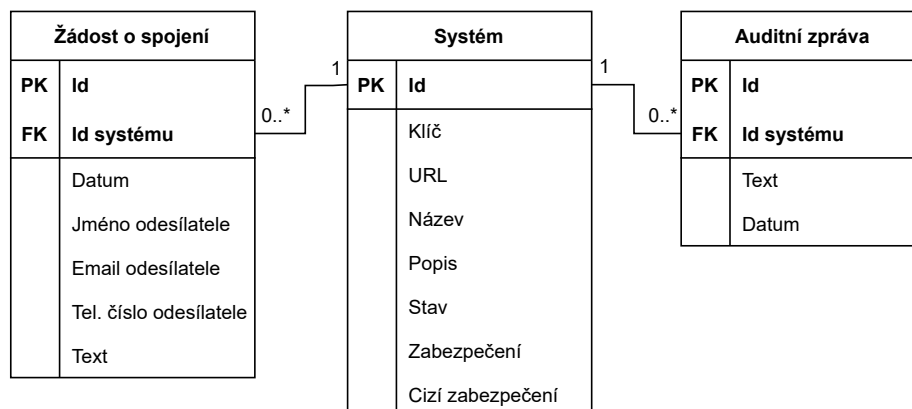 Žádost o spojení
PK Id
FK Id systému
Datum
Jméno odesílatele
Email odesílatele
Tel. číslo odesílatele
Text
1
0..*
Systém
PK Id
Klíč
URL
Název
Popis
Stav
Zabezpečení
Cizí zabezpečení
1
0..*
Auditní zpráva
PK Id
FK Id systému
Text
Datum